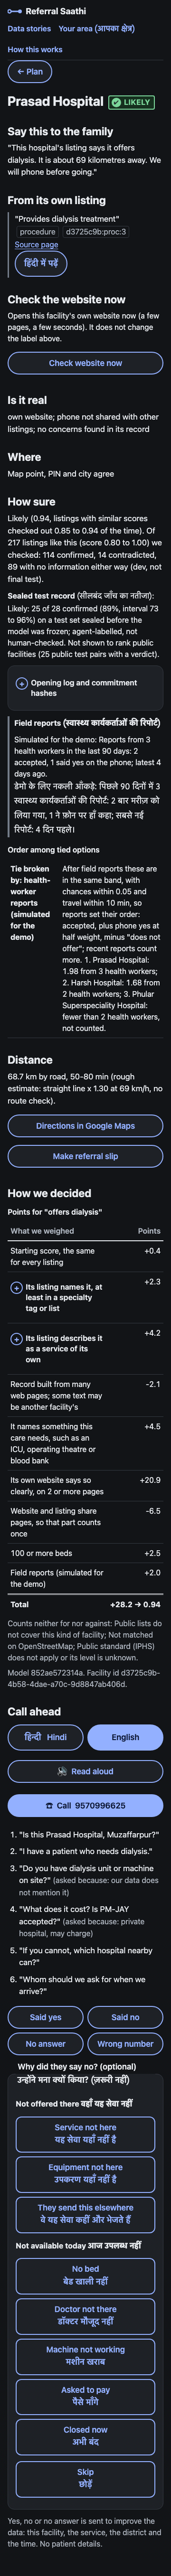 Referral Saathi
Data stories Your area (आपका क्षेत्र)
How this works
← Plan
Prasad Hospital LIKELY
Say this to the family
"This hospital's listing says it offers
dialysis. It is about 69 kilometres away. We
will phone before going."
From its own listing
"Provides dialysis treatment"
procedure d3725c9b:proc:3
Source page
हिंदी में पढ़ें
Check the website now
Opens this facility's own website now (a few
pages, a few seconds). It does not change
the label above.
Check website now
Is it real
own website; phone not shared with other
listings; no concerns found in its record
Where
Map point, PIN and city agree
How sure
Likely (0.94, listings with similar scores
checked out 0.85 to 0.94 of the time). Of
217 listings like this (score 0.80 to 1.00) we
checked: 114 confirmed, 14 contradicted,
89 with no information either way (dev, not
final test).
Sealed test record (सीलबंद जाँच का नतीजा):
Likely: 25 of 28 confirmed (89%, interval 73
to 96%) on a test set sealed before the
model was frozen; agent-labelled, not
human-checked. Not shown to rank public
facilities (25 public test pairs with a verdict).
Opening log and commitment
hashes
Field reports (स्वास्थ्य कार्यकर्ताओं की रिपोर्ट)
Simulated for the demo: Reports from 3
health workers in the last 90 days: 2
accepted, 1 said yes on the phone; latest 4
days ago.
डेमो के लिए नकली आँकड़े: पिछले 90 दिनों में 3
स्वास्थ्य कार्यकर्ताओं की रिपोर्ट: 2 बार मरीज़ को
लिया गया, 1 ने फ़ोन पर हाँ कहा; सबसे नई
रिपोर्ट: 4 दिन पहले।
Order among tied options
Tie broken
by: health-
worker
reports
(simulated
for the
demo)
After field reports these are
in the same band, with
chances within 0.05 and
travel within 10 min, so
reports set their order:
accepted, plus phone yes at
half weight, minus "does not
offer"; recent reports count
more. 1. Prasad Hospital:
1.98 from 3 health workers;
2. Harsh Hospital: 1.68 from
2 health workers; 3. Phular
Superspeciality Hospital:
fewer than 2 health workers,
not counted.
Distance
68.7 km by road, 50-80 min (rough
estimate: straight line x 1.30 at 69 km/h, no
route check).
Directions in Google Maps
Make referral slip
How we decided
Points for "offers dialysis"
What we weighed Points
Starting score, the same +0.4
for every listing
Its listing names it, at +2.3
least in a specialty
tag or list
Its listing describes it +4.2
as a service of its
own
Record built from many -2.1
web pages; some text may
be another facility's
It names something this +4.5
care needs, such as an
ICU, operating theatre or
blood bank
Its own website says so +20.9
clearly, on 2 or more pages
Website and listing share -6.5
pages, so that part counts
once
100 or more beds +2.5
Field reports (simulated for +2.0
the demo)
Total +28.2 → 0.94
Counts neither for nor against: Public lists do
not cover this kind of facility; Not matched
on OpenStreetMap; Public standard (IPHS)
does not apply or its level is unknown.
Model 852ae572314a. Facility id d3725c9b-
4b58-4dae-a70c-9d8847ab406d.
Call ahead
हिन्दी Hindi English
Read aloud
☎ Call 9570996625
1. "Is this Prasad Hospital, Muzaffarpur?"
2. "I have a patient who needs dialysis."
3. "Do you have dialysis unit or machine
on site?" (asked because: our data does
not mention it)
4. "What does it cost? Is PM-JAY
accepted?" (asked because: private
hospital, may charge)
5. "If you cannot, which hospital nearby
can?"
6. "Whom should we ask for when we
arrive?"
Said yes Said no
No answer Wrong number
Why did they say no? (optional)
उन्होंने मना क्यों किया? (ज़रूरी नहीं)
Not offered there वहाँ यह सेवा नहीं
Service not here
यह सेवा यहाँ नहीं है
Equipment not here
उपकरण यहाँ नहीं है
They send this elsewhere
ये यह सेवा कहीं और भेजते हैं
Not available today आज उपलब्ध नहीं
No bed
बेड खाली नहीं
Doctor not there
डॉक्टर मौजूद नहीं
Machine not working
मशीन खराब
Asked to pay
पैसे माँगे
Closed now
अभी बंद
Skip
छोड़ें
Yes, no or no answer is sent to improve the
data: this facility, the service, the district and
the time. No patient details.